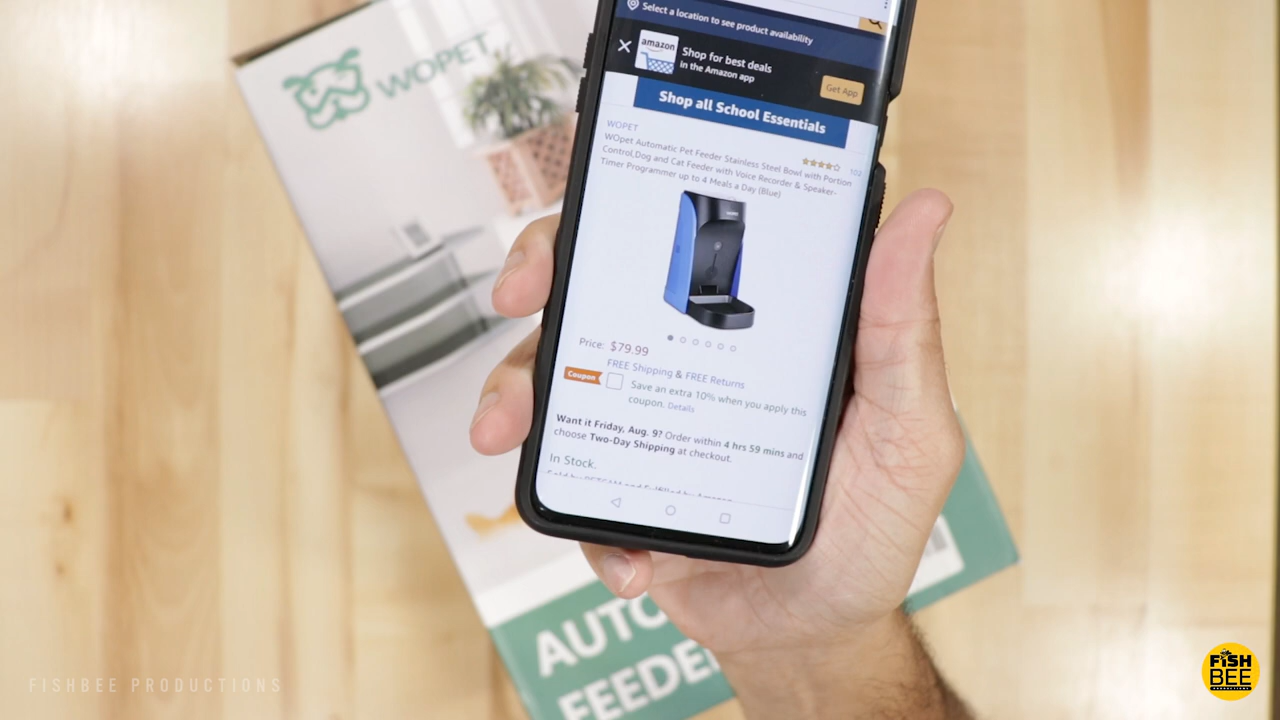 WOPET
Select a location to see product availability
amazon
Shop for best deals
in the Amazon app
Get App
Shop all School Essentials
WOPET
WOpet Automatic Pet Feeder Stainless Steel Bowl with Portion
Control,Dog and Cat Feeder with Voice Recorder & Speaker-
Timer Programmer up to 4 Meals a Day (Blue)
102
Price: $79.99
FREE Shipping & FREE Returns
Coupon
Save an extra 10% when you apply this
coupon. Details
Want it Friday, Aug. 9? Order within 4 hrs 59 mins and
choose Two-Day Shipping at checkout.
In Stock.
AUTO
FEEDER
FISHBEE PRODUCTIONS
FISH
BEE
PRODUCTIONS